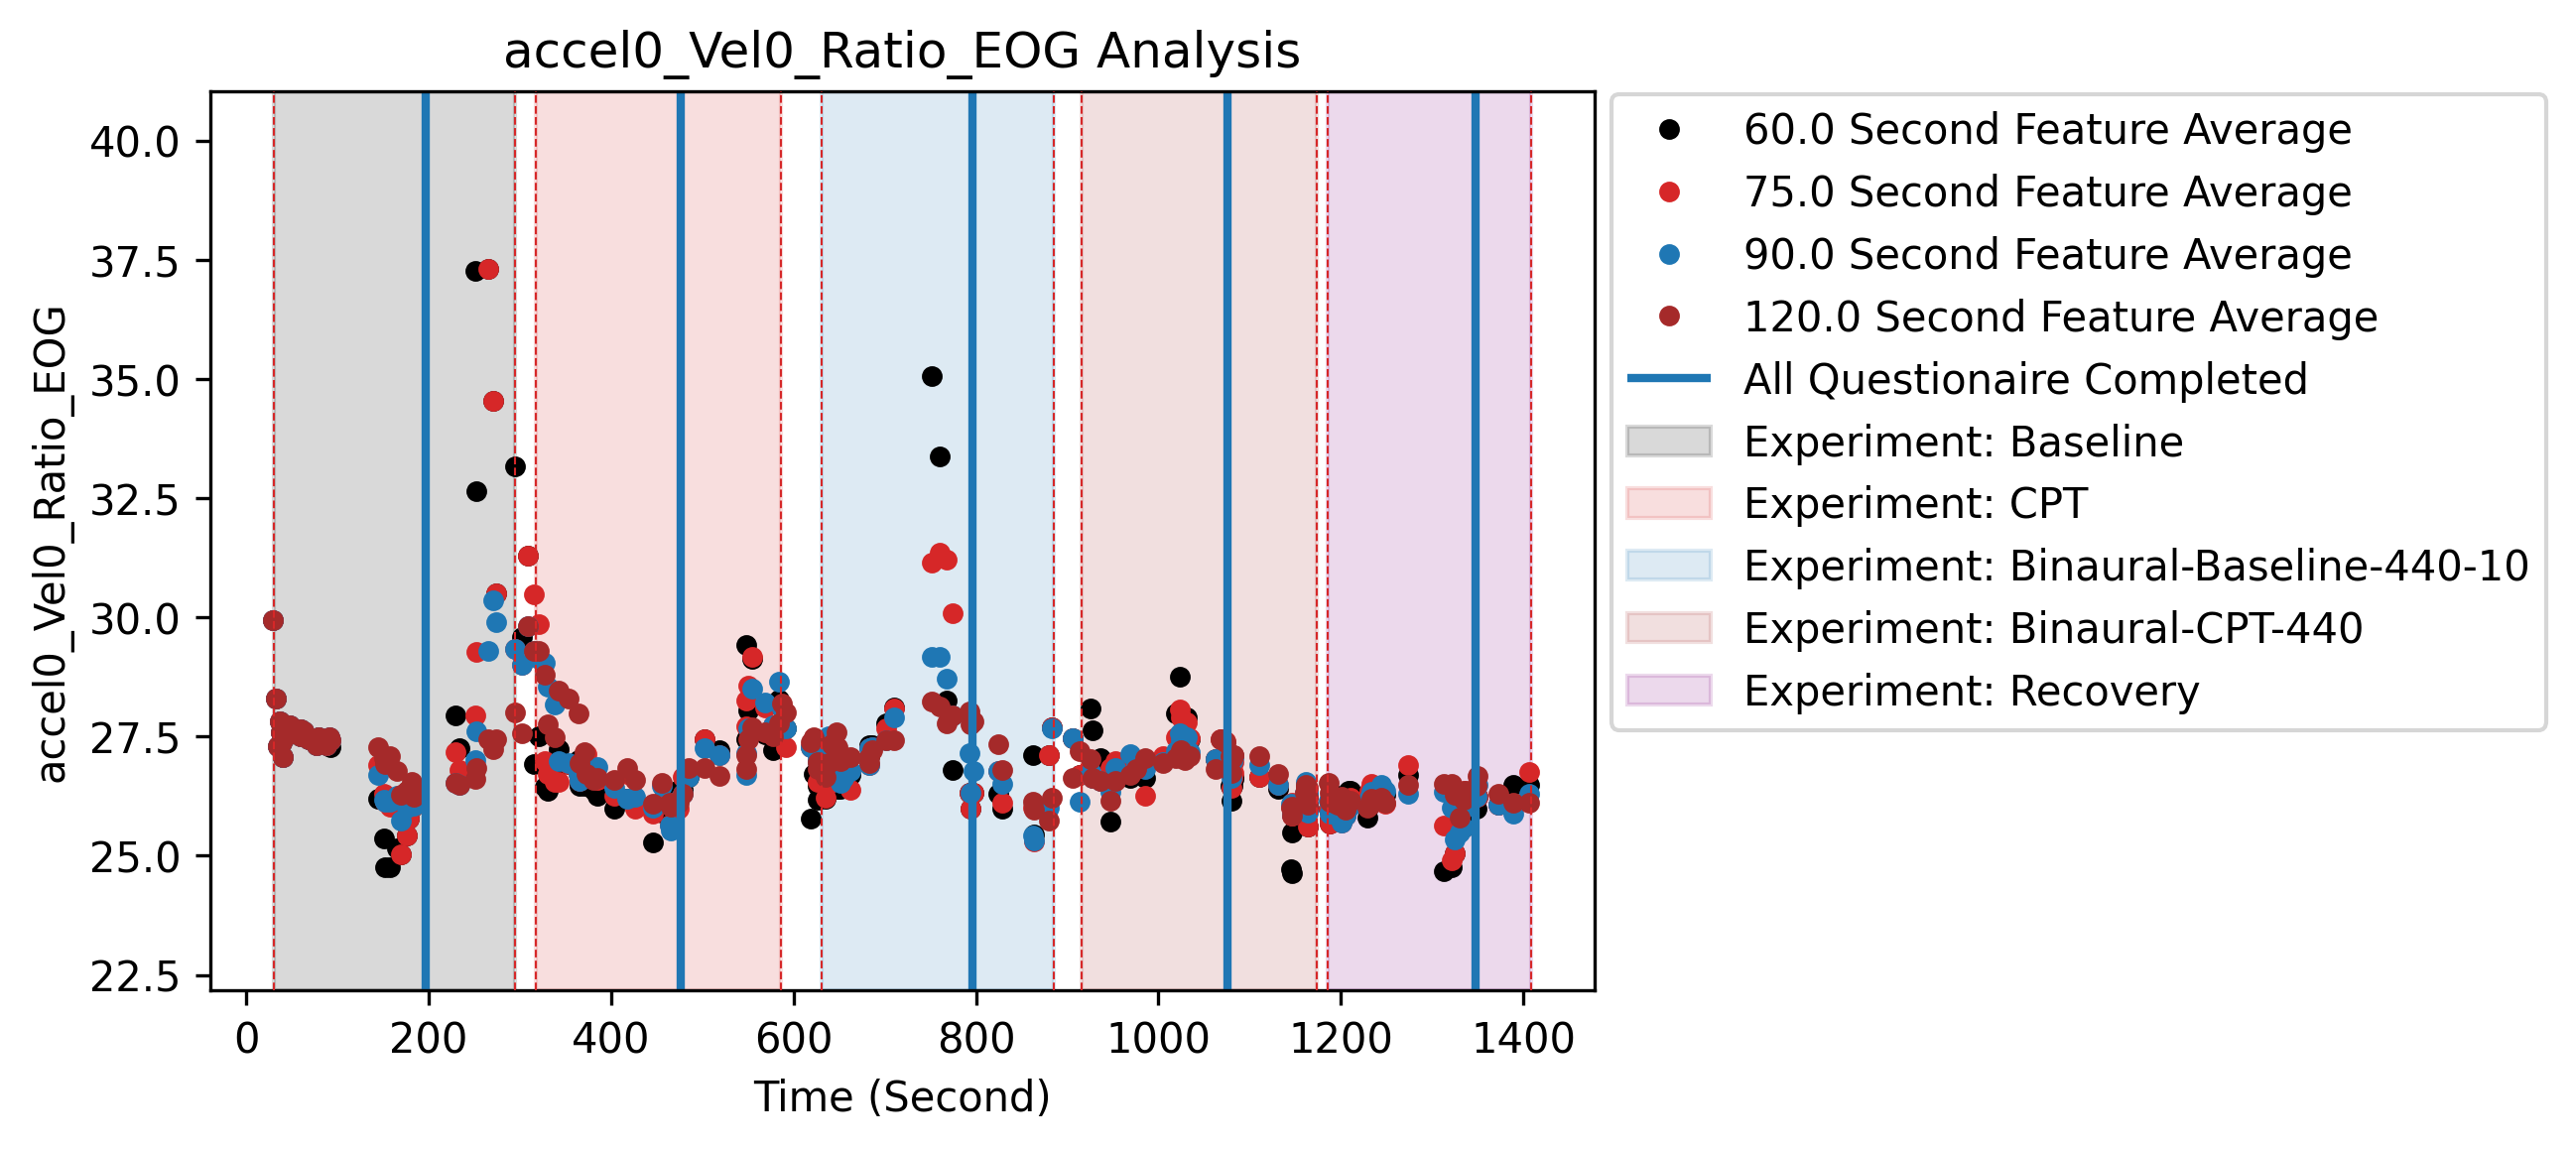 accel0_Vel0_Ratio_EOG Analysis
accel0_Vel0_Ratio_EOG
40.0
37.5
35.0
32.5
30.0
27.5
25.0
22.5
0 200 400 600 800 1000 1200 1400
Time (Second)
60.0 Second Feature Average
75.0 Second Feature Average
90.0 Second Feature Average
120.0 Second Feature Average
All Questionaire Completed
Experiment: Baseline
Experiment: CPT
Experiment: Binaural-Baseline-440-10
Experiment: Binaural-CPT-440
Experiment: Recovery